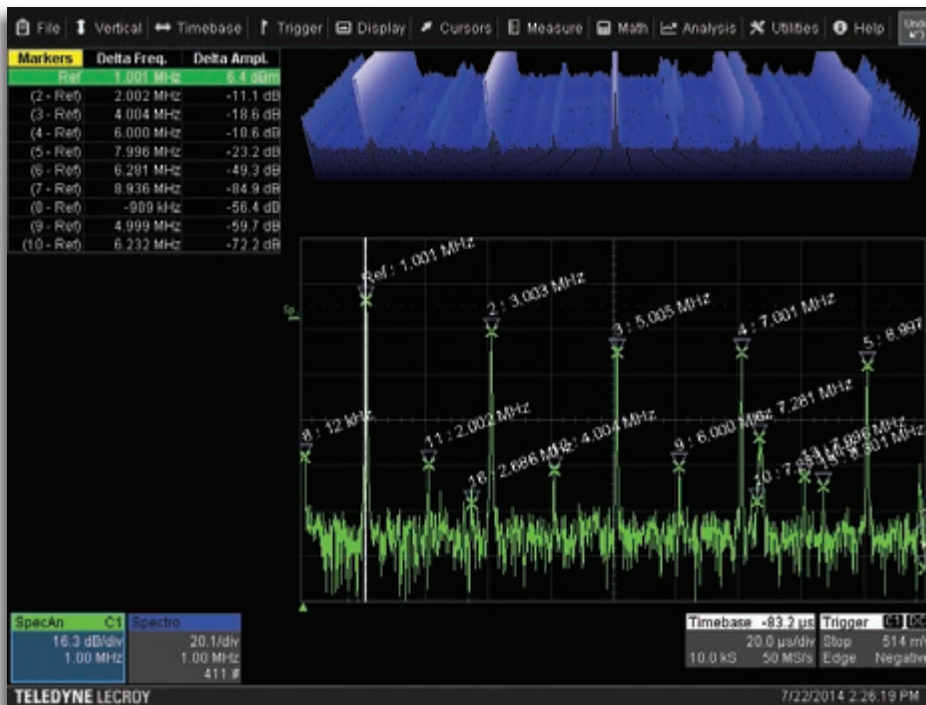 File Vertical Timebase Trigger Display Cursors Measure Math Analysis Utilities Help Undo
Markers Delta Freq. Delta Ampl.
Ref 1.001 MHz 6.4 dBm
(2 - Ref) 2.002 MHz -11.1 dB
(3 - Ref) 4.004 MHz -18.6 dB
(4 - Ref) 6.000 MHz -18.6 dB
(5 - Ref) 7.996 MHz -23.2 dB
(6 - Ref) 6.281 MHz -49.3 dB
(7 - Ref) 8.936 MHz -84.9 dB
(8 - Ref) -989 kHz -56.4 dB
(9 - Ref) 4.999 MHz -59.7 dB
(10 - Ref) 6.232 MHz -72.2 dB
Ref : 1.001 MHz
2 : 3.003 MHz
3 : 5.005 MHz
4 : 7.001 MHz
5 : 8.997
8 : 12 kHz
11 : 2.002 MHz
16 : 2.686 MHz
4.004 MHz
9 : 6.000 MHz
7.281 MHz
Sp
SpecAn C1
16.3 dB/div
1.00 MHz
Spectro
20.1/div
1.00 MHz
411 #
Timebase -83.2 µs
20.0 µs/div
10.0 kS 50 MS/s
Trigger C1 DC
Stop 514 mV
Edge Negative
TELEDYNE LECROY
7/22/2014 2:26:19 PM